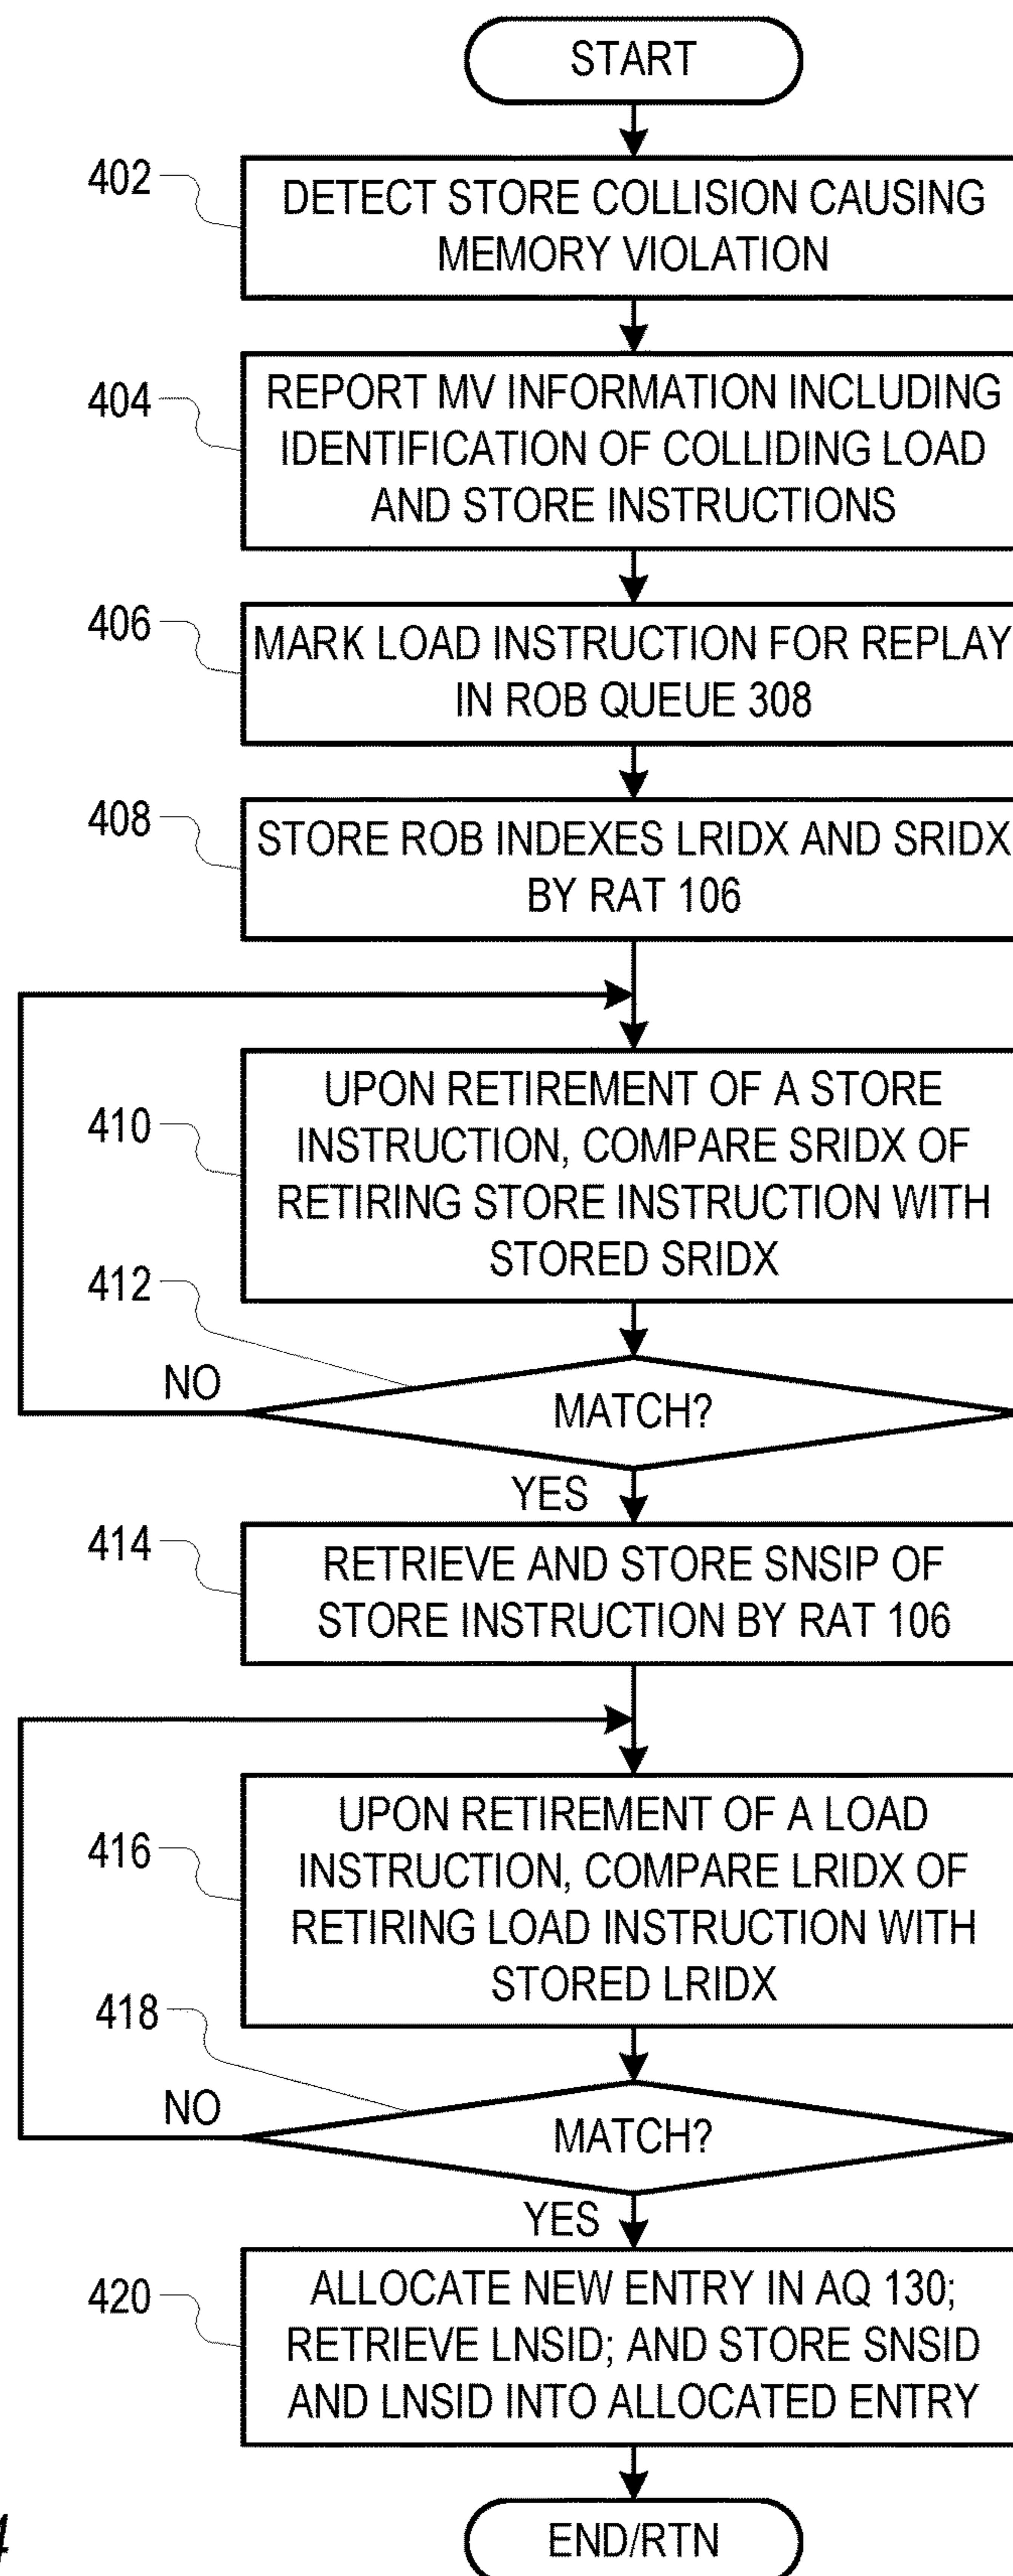 START
402
DETECT STORE COLLISION CAUSING
MEMORY VIOLATION
404
REPORT MV INFORMATION INCLUDING
IDENTIFICATION OF COLLIDING LOAD
AND STORE INSTRUCTIONS
406
MARK LOAD INSTRUCTION FOR REPLAY
IN ROB QUEUE 308
408
STORE ROB INDEXES LRIDX AND SRIDX
BY RAT 106
410
UPON RETIREMENT OF A STORE
INSTRUCTION, COMPARE SRIDX OF
RETIRING STORE INSTRUCTION WITH
STORED SRIDX
412
NO
MATCH?
YES
414
RETRIEVE AND STORE SNSIP OF
STORE INSTRUCTION BY RAT 106
416
UPON RETIREMENT OF A LOAD
INSTRUCTION, COMPARE LRIDX OF
RETIRING LOAD INSTRUCTION WITH
STORED LRIDX
418
NO
MATCH?
YES
420
ALLOCATE NEW ENTRY IN AQ 130;
RETRIEVE LNSID; AND STORE SNSID
AND LNSID INTO ALLOCATED ENTRY
4
END/RTN